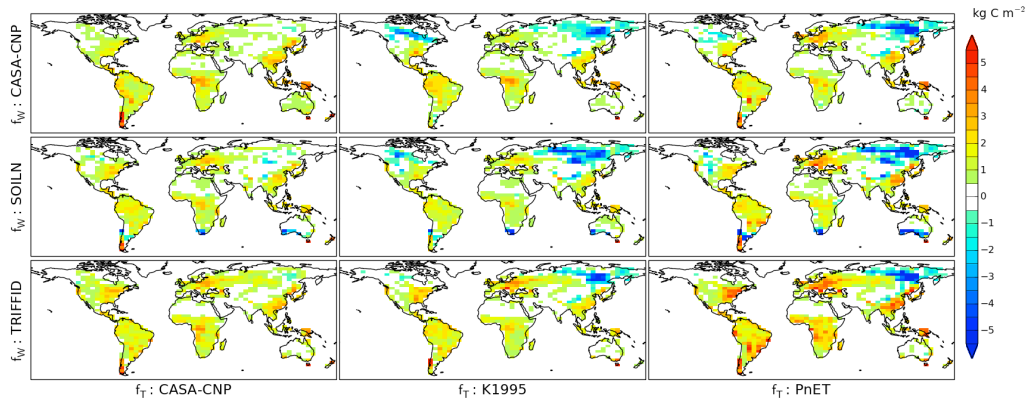 kg C m⁻²
f_W : CASA-CNP
f_W : SOILN
f_W : TRIFFID
5
4
3
2
1
0
−1
−2
−3
−4
−5
f_T : CASA-CNP
f_T : K1995
f_T : PnET